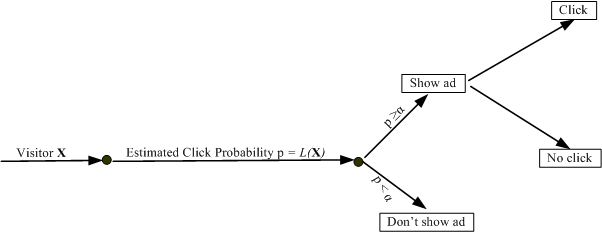 Click
Show ad
p≥α
Visitor X
Estimated Click Probability p = L(X)
No click
p < α
Don't show ad